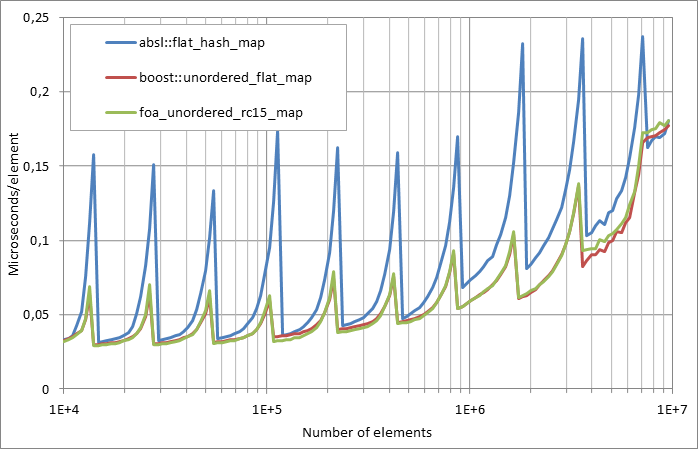 0,25
0,2
0,15
0,1
0,05
0
Microseconds/element
absl::flat_hash_map
boost::unordered_flat_map
foa_unordered_rc15_map
1E+4 1E+5 1E+6 1E+7
Number of elements